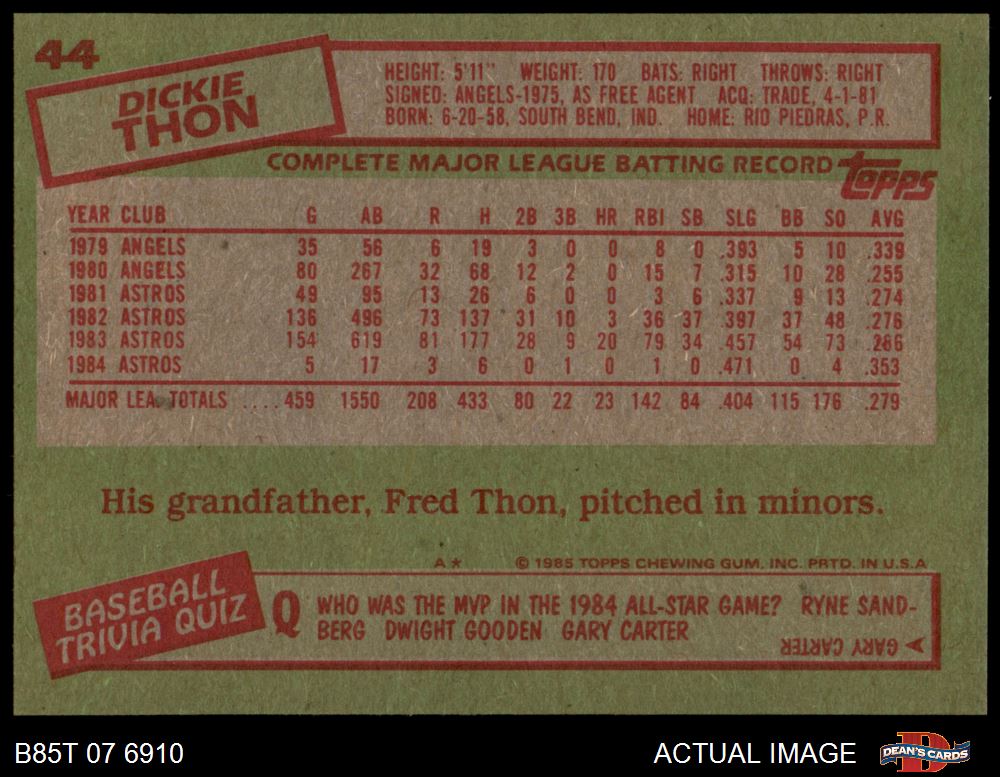 44
DICKIE
THON
HEIGHT: 5'11" WEIGHT: 170 BATS: RIGHT THROWS: RIGHT
SIGNED: ANGELS-1975, AS FREE AGENT ACQ: TRADE, 4-1-81
BORN: 6-20-58, SOUTH BEND, IND. HOME: RIO PIEDRAS, P.R.
COMPLETE MAJOR LEAGUE BATTING RECORD topps
YEAR CLUB G AB R H 2B 3B HR RBI SB SLG BB SO AVG
1979 ANGELS 35 56 6 19 3 0 0 8 0 .393 5 10 .339
1980 ANGELS 80 267 32 68 12 2 0 15 7 .315 10 28 .255
1981 ASTROS 49 95 13 26 6 0 0 3 6 .337 9 13 .274
1982 ASTROS 136 496 73 137 31 10 3 36 37 .397 37 48 .276
1983 ASTROS 154 619 81 177 28 9 20 79 34 .457 54 73 .286
1984 ASTROS 5 17 3 6 0 1 0 1 0 .471 0 4 .353
MAJOR LEA. TOTALS .... 459 1550 208 433 80 22 23 142 84 .404 115 176 .279
His grandfather, Fred Thon, pitched in minors.
A* © 1985 TOPPS CHEWING GUM, INC. PRTD. IN U.S.A
BASEBALL
TRIVIA QUIZ
Q WHO WAS THE MVP IN THE 1984 ALL-STAR GAME? RYNE SAND-
BERG DWIGHT GOODEN GARY CARTER
GARY CARTER
B85T 07 6910 ACTUAL IMAGE D DEAN'S CARDS